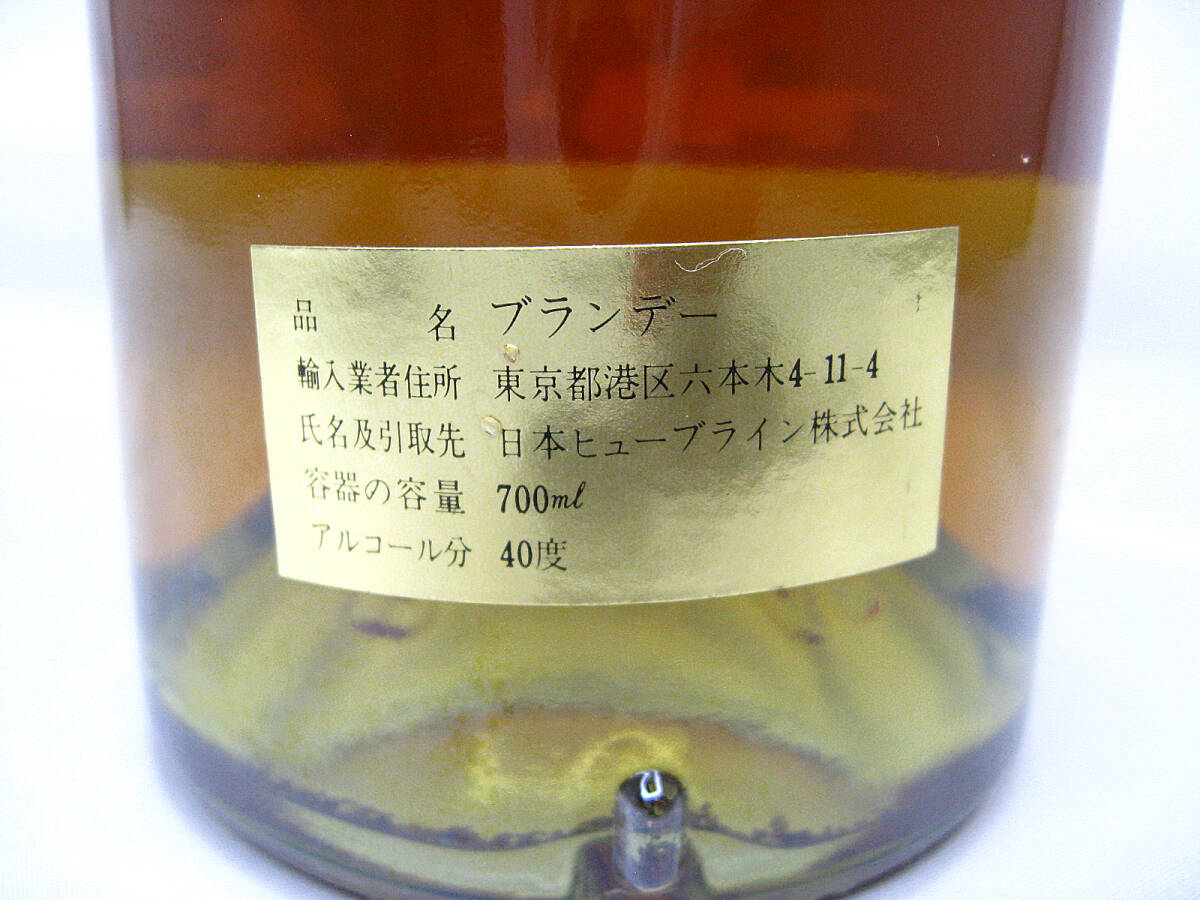 品名 ブランデー
輸入業者住所 東京都港区六本木4-11-4
氏名及引取先 日本ヒューブライン株式会社
容器の容量 700ml
アルコール分 40度